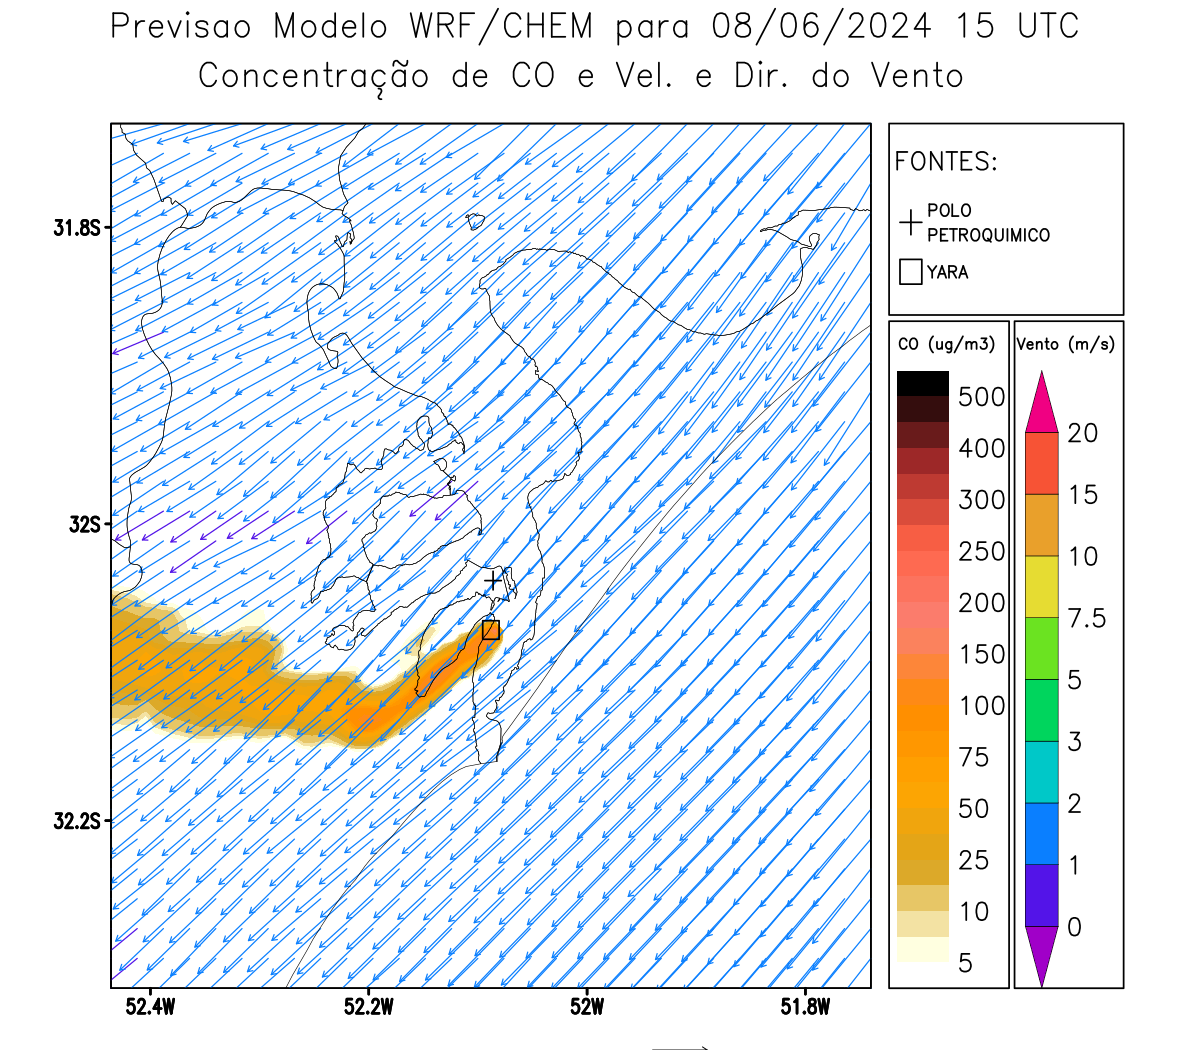 Previsao Modelo WRF/CHEM para 08/06/2024 15 UTC
Concentração de CO e Vel. e Dir. do Vento
FONTES:
POLO
PETROQUIMICO
YARA
CO (ug/m3)
500
400
300
250
200
150
100
75
50
25
10
5
Vento (m/s)
20
15
10
7.5
5
3
2
1
0
31.8S
32S
32.2S
52.4W
52.2W
52W
51.8W